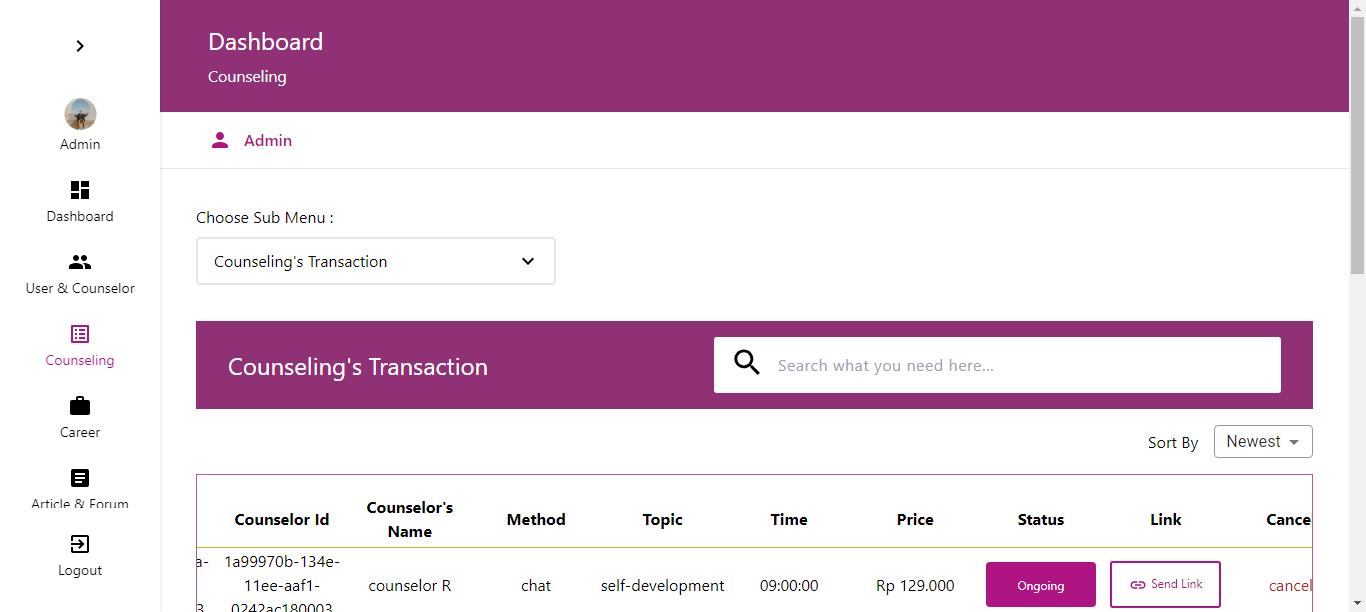 Dashboard
Counseling
Admin
Admin
Dashboard
User & Counselor
Counseling
Career
Article & Forum
Logout
Choose Sub Menu :
Counseling's Transaction
Counseling's Transaction
Search what you need here...
Sort By Newest
Counselor Id Counselor's Name Method Topic Time Price Status Link Cance
a- 1a99970b-134e-
11ee-aaf1- counselor R chat self-development 09:00:00 Rp 129.000 Ongoing Send Link cancel
3 0242ac180003